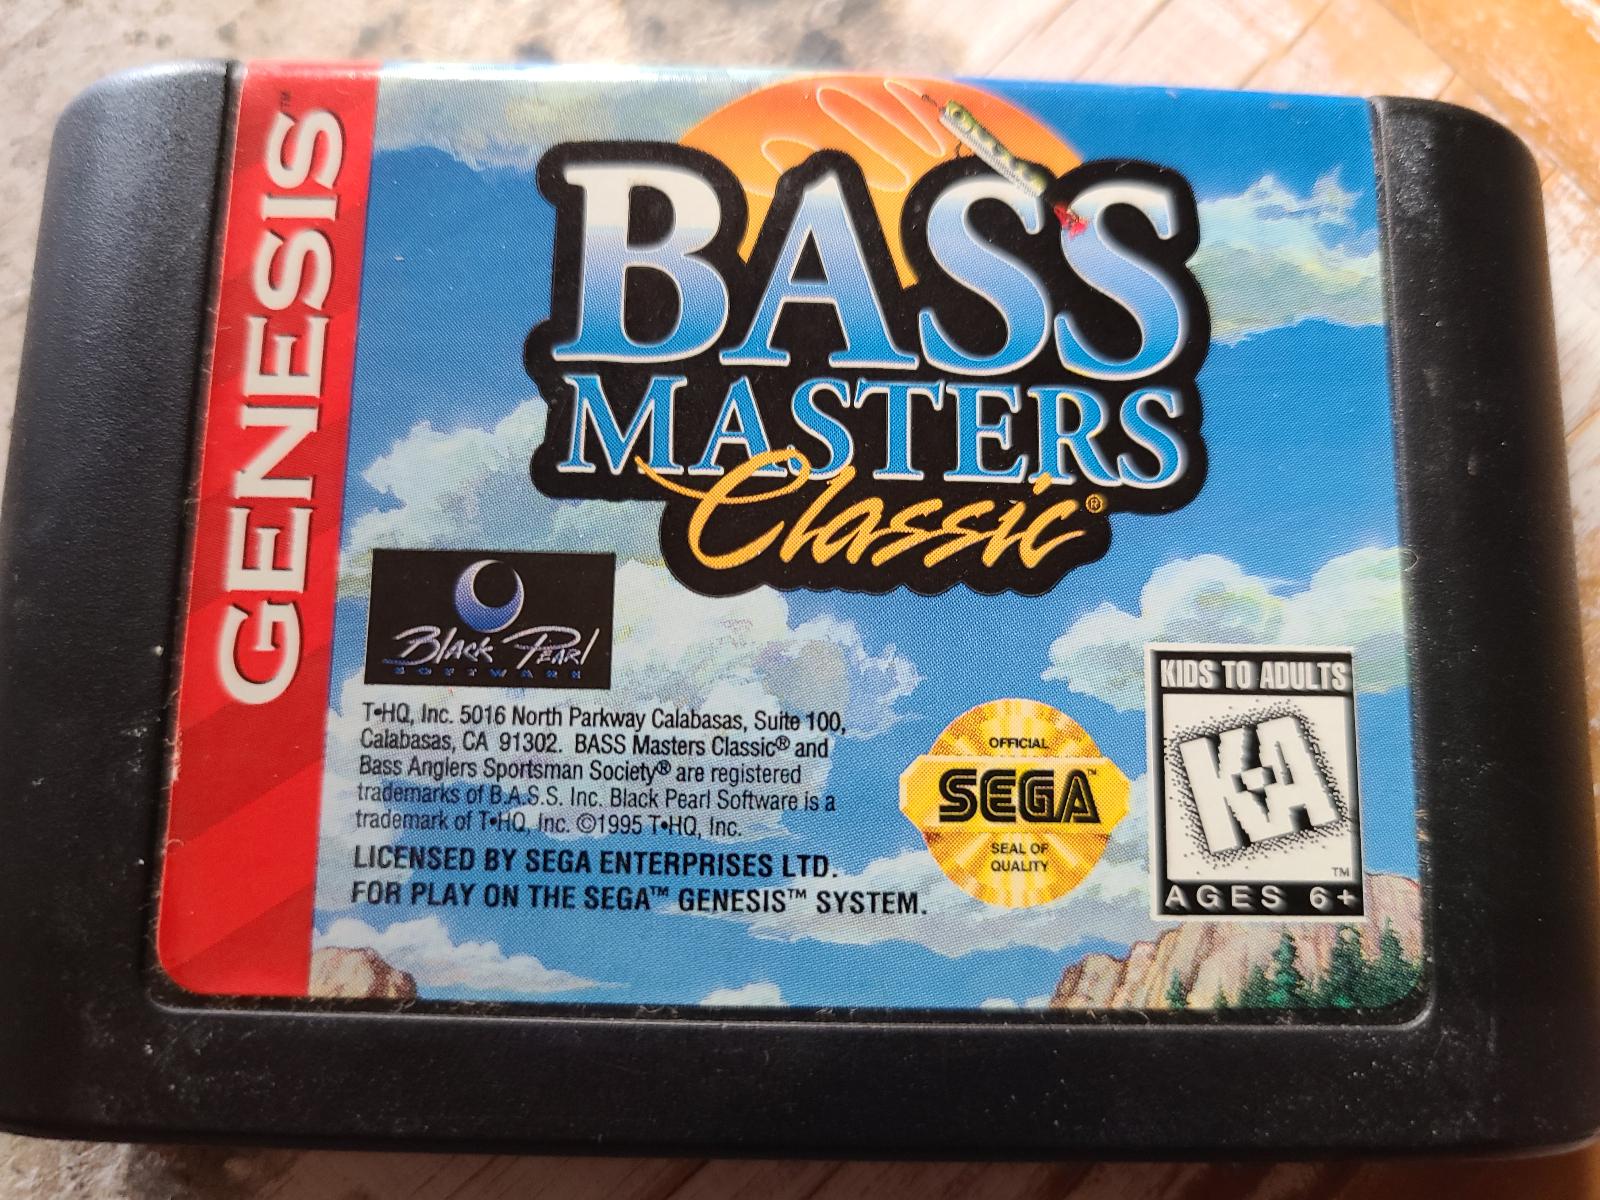 GENESIS™
BASS
MASTERS
Classic®
Black Pearl
SOFTWARE
T•HQ, Inc. 5016 North Parkway Calabasas, Suite 100,
Calabasas, CA 91302. BASS Masters Classic® and
Bass Anglers Sportsman Society® are registered
trademarks of B.A.S.S. Inc. Black Pearl Software is a
trademark of T•HQ, Inc. ©1995 T•HQ, Inc.
LICENSED BY SEGA ENTERPRISES LTD.
FOR PLAY ON THE SEGA™ GENESIS™ SYSTEM.
OFFICIAL
SEGA™
SEAL OF
QUALITY
KIDS TO ADULTS
K-A
™
AGES 6+